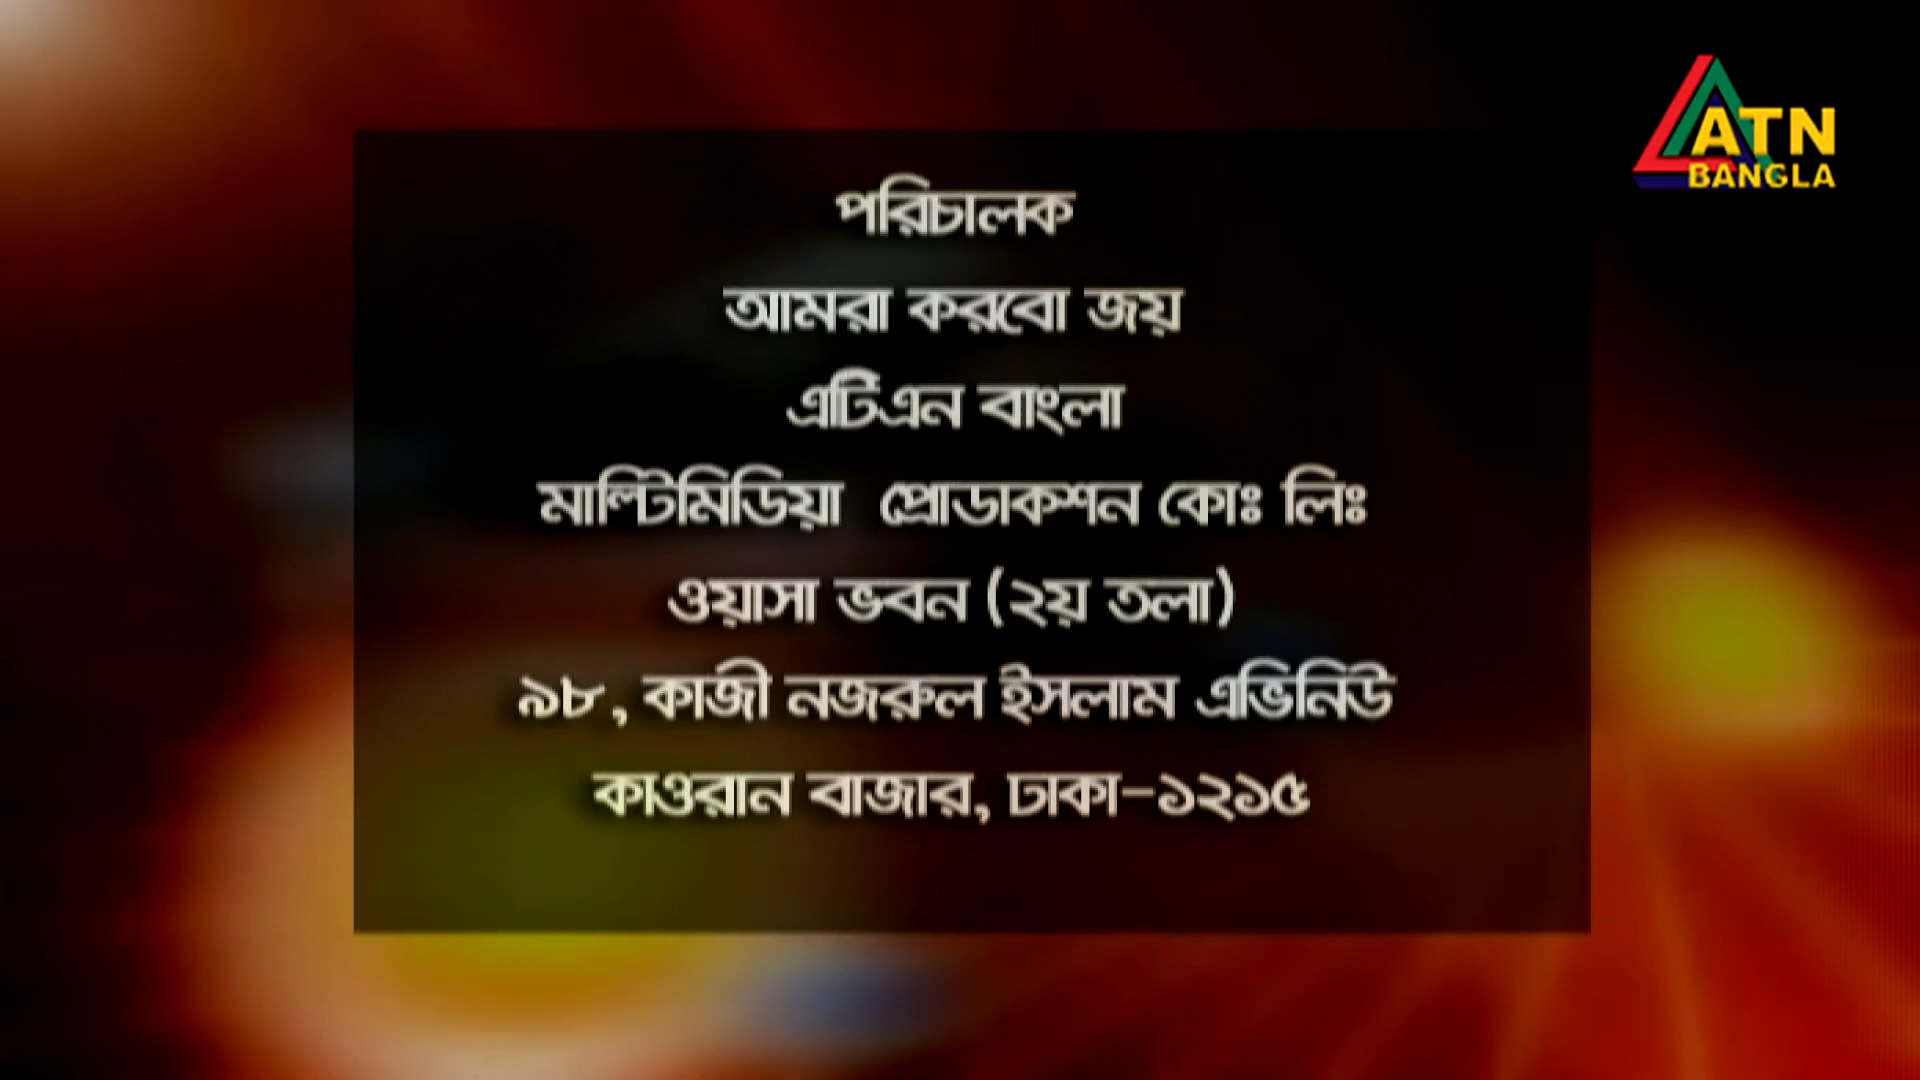 ATN
BANGLA
পরিচালক
আমরা করবো জয়
এটিএন বাংলা
মাল্টিমিডিয়া প্রোডাকশন কোঃ লিঃ
ওয়াসা ভবন (২য় তলা)
৯৮, কাজী নজরুল ইসলাম এভিনিউ
কাওরান বাজার, ঢাকা-১২১৫